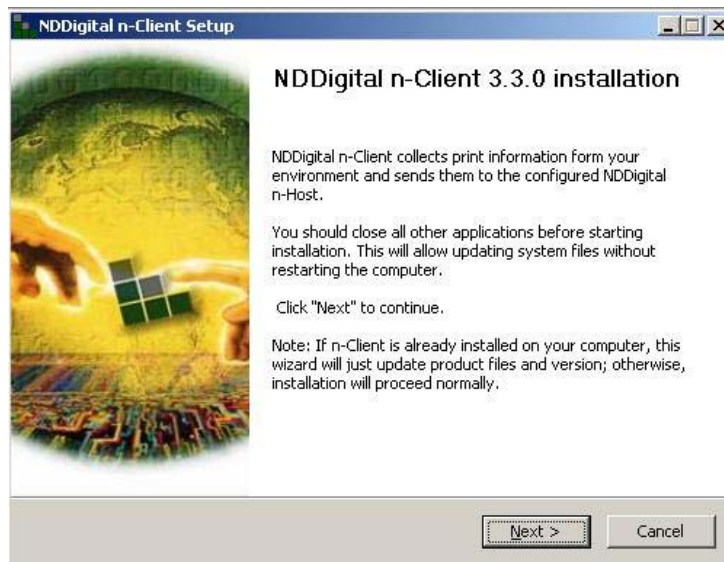 NDDigital n-Client Setup
NDDigital n-Client 3.3.0 installation
NDDigital n-Client collects print information form your
environment and sends them to the configured NDDigital
n-Host.
You should close all other applications before starting
installation. This will allow updating system files without
restarting the computer.
Click "Next" to continue.
Note: If n-Client is already installed on your computer, this
wizard will just update product files and version; otherwise,
installation will proceed normally.
Next >
Cancel